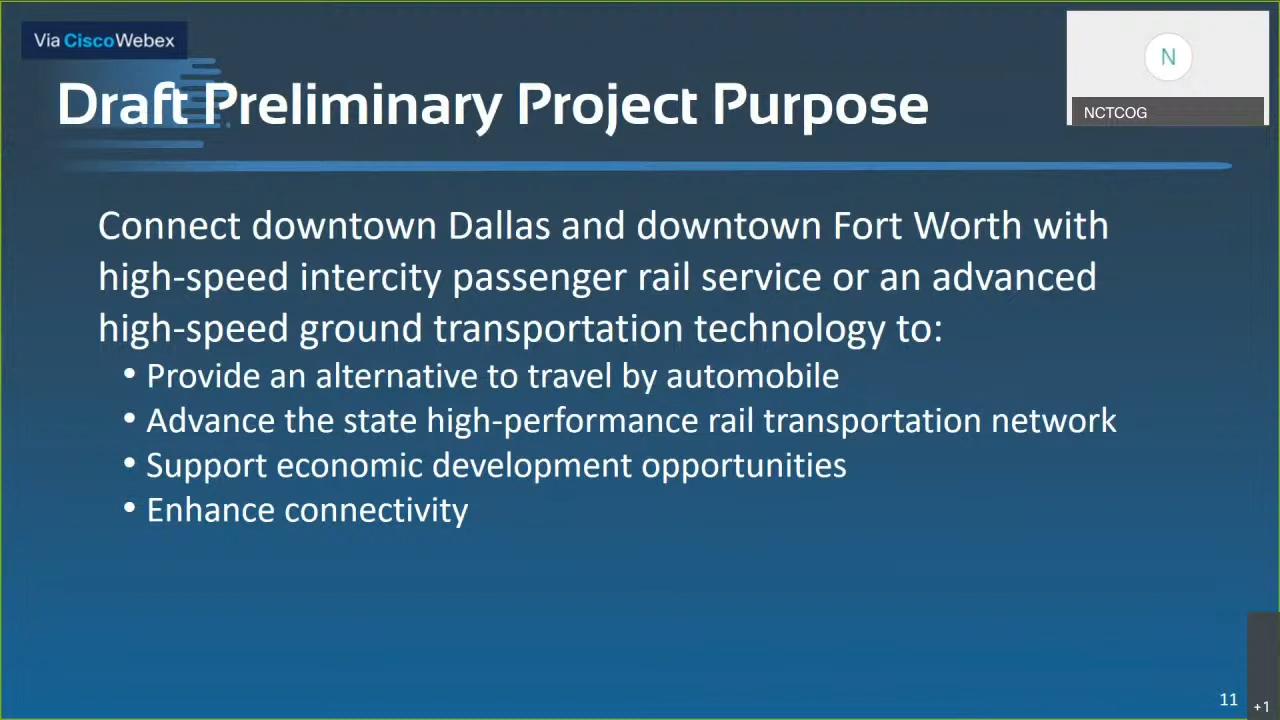 Via CiscoWebex
N
NCTCOG
Draft Preliminary Project Purpose
Connect downtown Dallas and downtown Fort Worth with
high-speed intercity passenger rail service or an advanced
high-speed ground transportation technology to:
• Provide an alternative to travel by automobile
• Advance the state high-performance rail transportation network
• Support economic development opportunities
• Enhance connectivity
11
+1